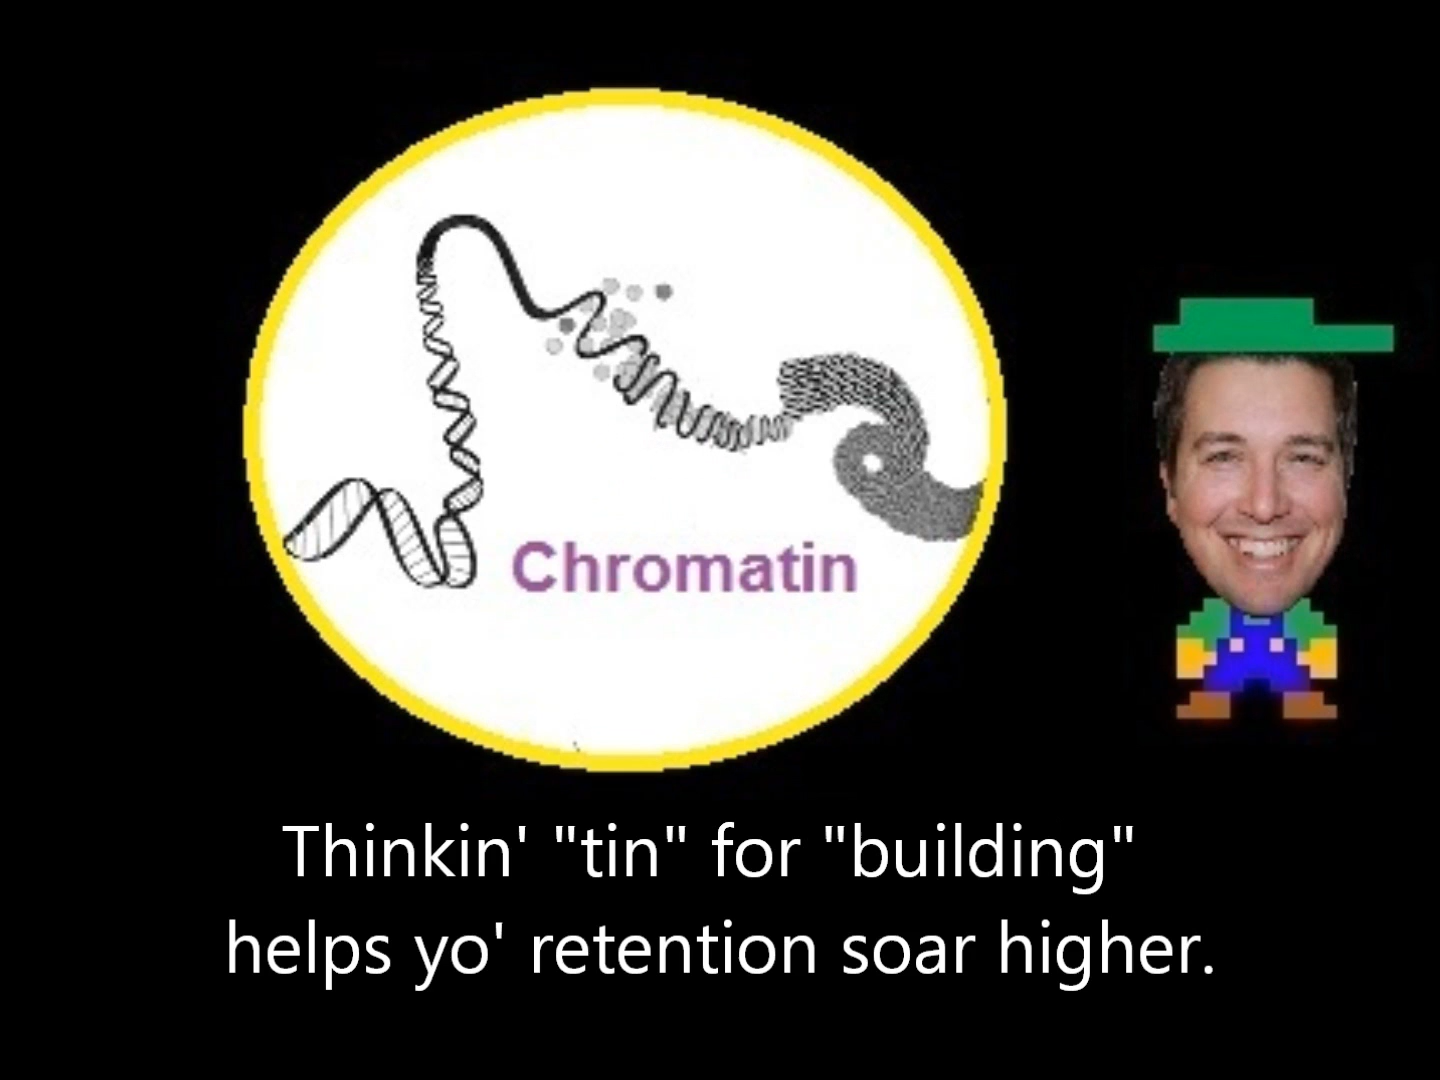 Chromatin
Thinkin' "tin" for "building"
helps yo' retention soar higher.